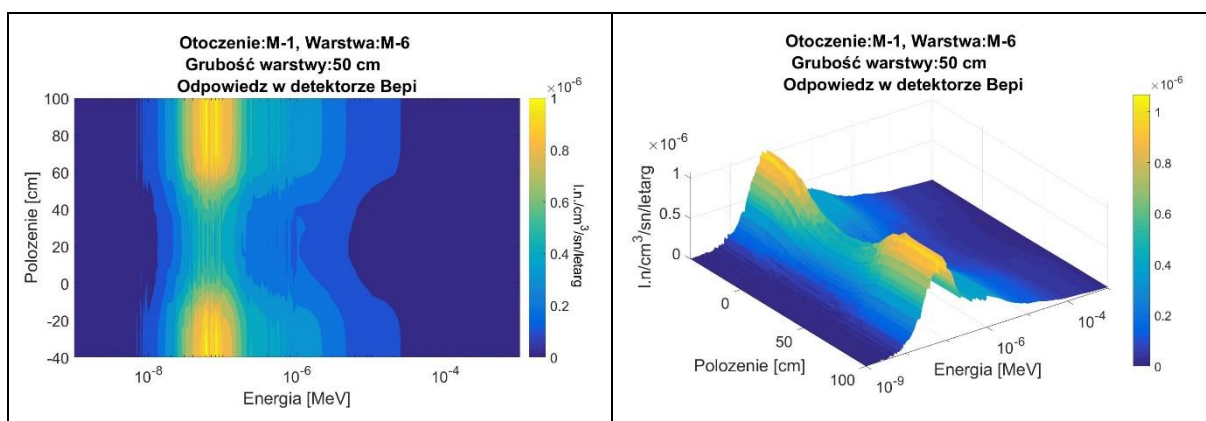 Otoczenie:M-1, Warstwa:M-6
Grubość warstwy:50 cm
Odpowiedz w detektorze Bepi
×10⁻⁶
100
80
60
40
20
0
-20
-40
Polozenie [cm]
10⁻⁸
10⁻⁶
10⁻⁴
Energia [MeV]
1
0.8
0.6
0.4
0.2
0
l.n./cm³/sn/letarg
Otoczenie:M-1, Warstwa:M-6
Grubość warstwy:50 cm
Odpowiedz w detektorze Bepi
×10⁻⁶
×10⁻⁶
1
0.5
0
l.n/cm³/sn/letarg
0
50
100
Polozenie [cm]
10⁻⁹
10⁻⁶
10⁻⁴
Energia [MeV]
1
0.8
0.6
0.4
0.2
0